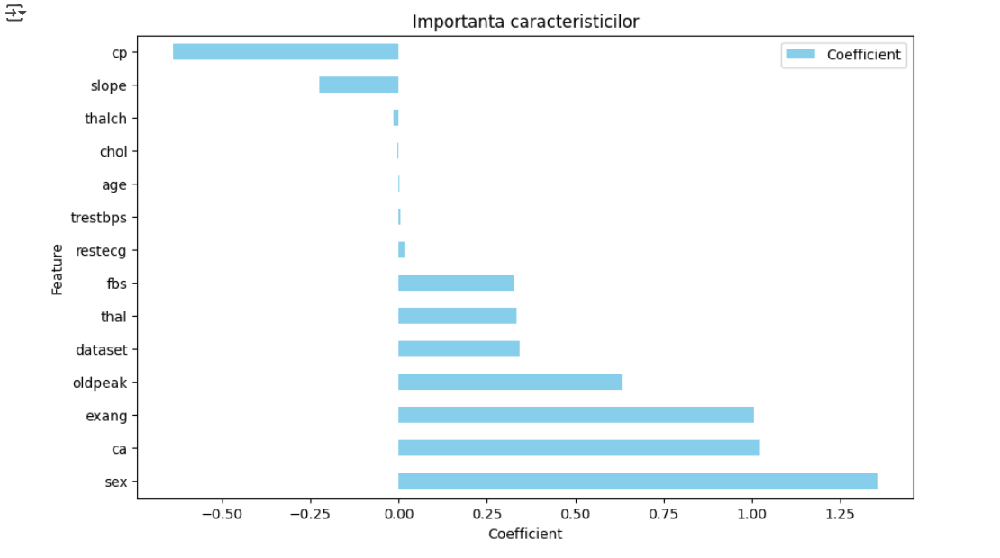 Importanta caracteristicilor
Coefficient
cp
slope
thalch
chol
age
trestbps
restecg
fbs
thal
dataset
oldpeak
exang
ca
sex
Feature
−0.50 −0.25 0.00 0.25 0.50 0.75 1.00 1.25
Coefficient